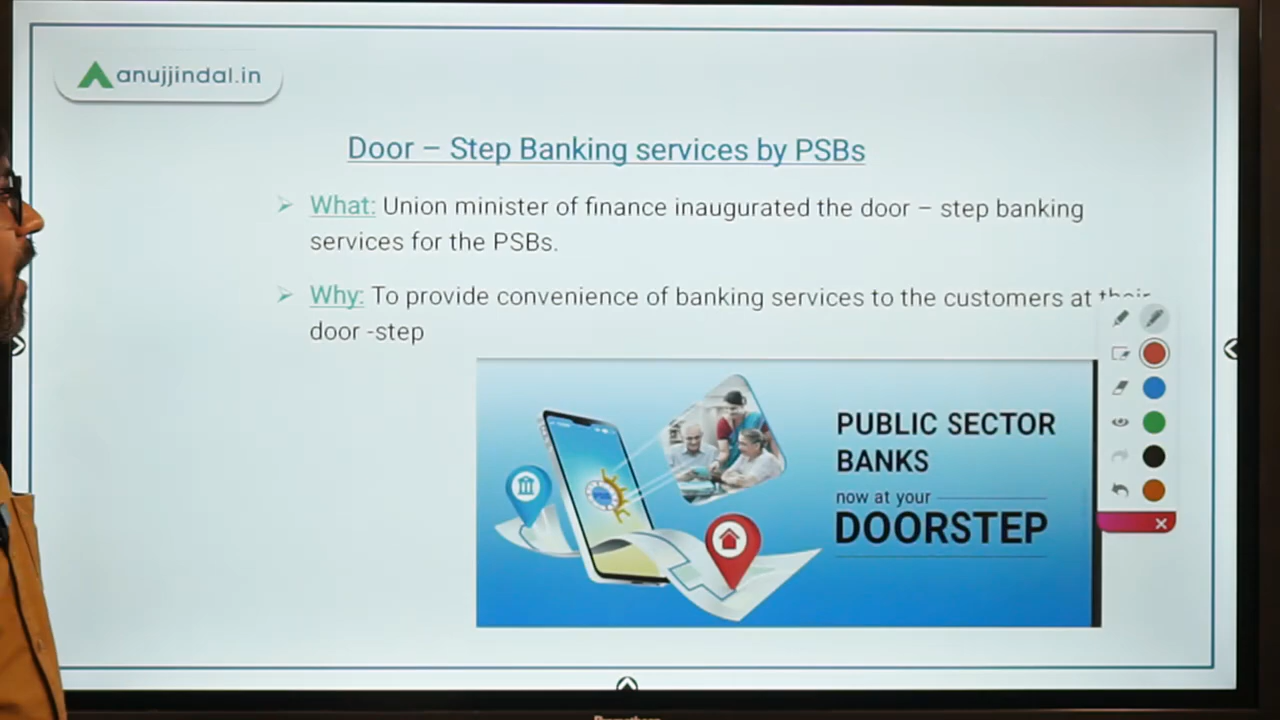 anujjindal.in
Door – Step Banking services by PSBs
What: Union minister of finance inaugurated the door – step banking
services for the PSBs.
Why: To provide convenience of banking services to the customers at their
door -step
PUBLIC SECTOR
BANKS
now at your
DOORSTEP